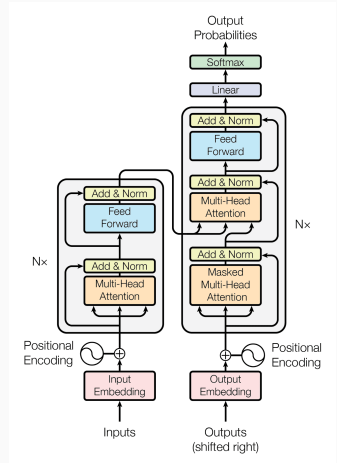 Output
Probabilities
Softmax
Linear
Add & Norm
Feed
Forward
Add & Norm
Multi-Head
Attention
Add & Norm
Masked
Multi-Head
Attention
N×
Positional
Encoding
Output
Embedding
Outputs
(shifted right)
Add & Norm
Feed
Forward
N×
Add & Norm
Multi-Head
Attention
Positional
Encoding
Input
Embedding
Inputs